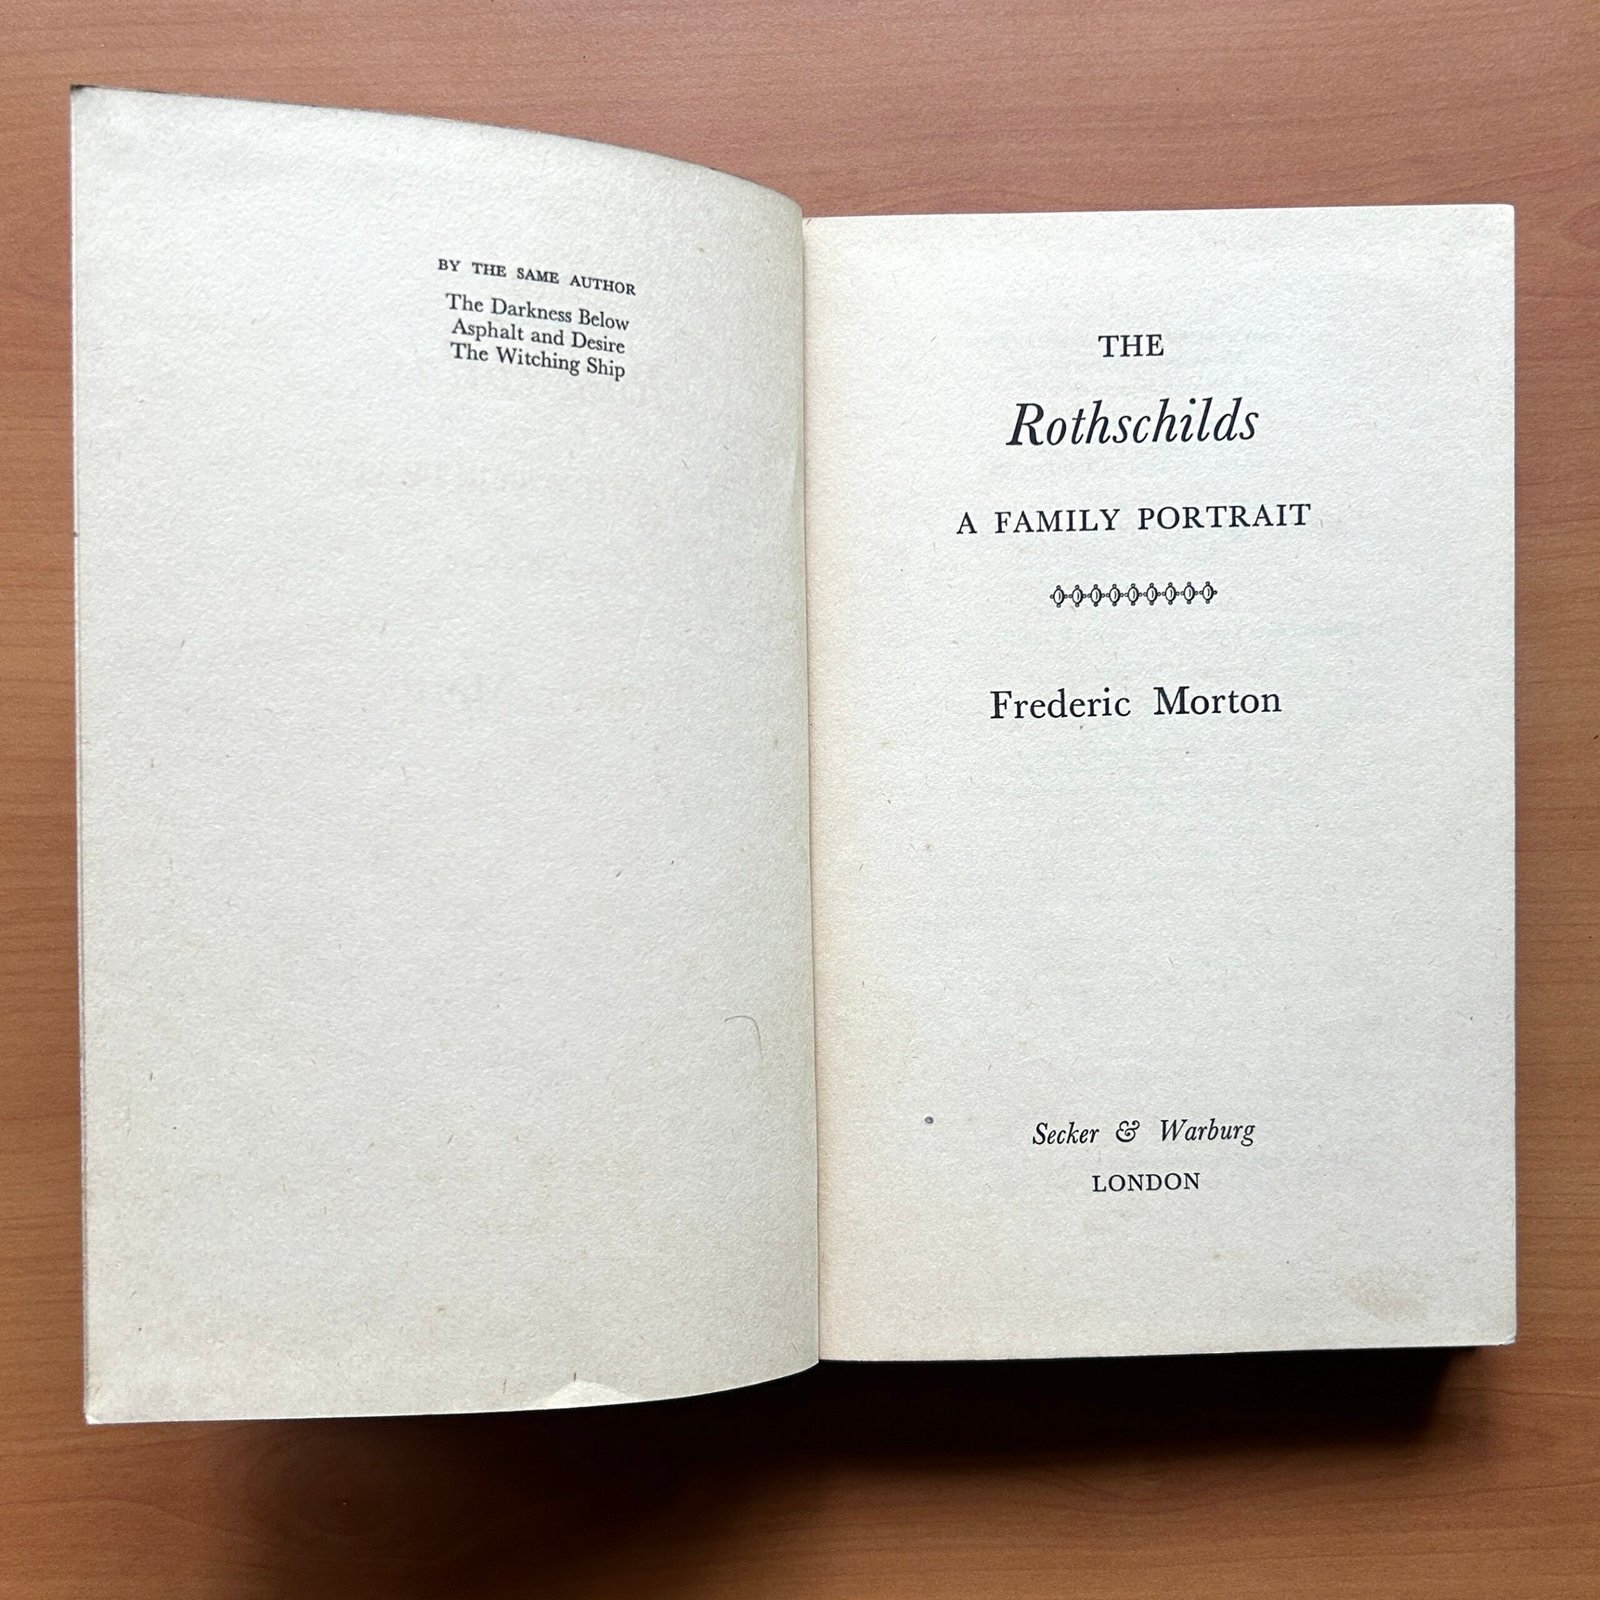 BY THE SAME AUTHOR
The Darkness Below
Asphalt and Desire
The Witching Ship
THE
Rothschilds
A FAMILY PORTRAIT
Frederic Morton
Secker & Warburg
LONDON